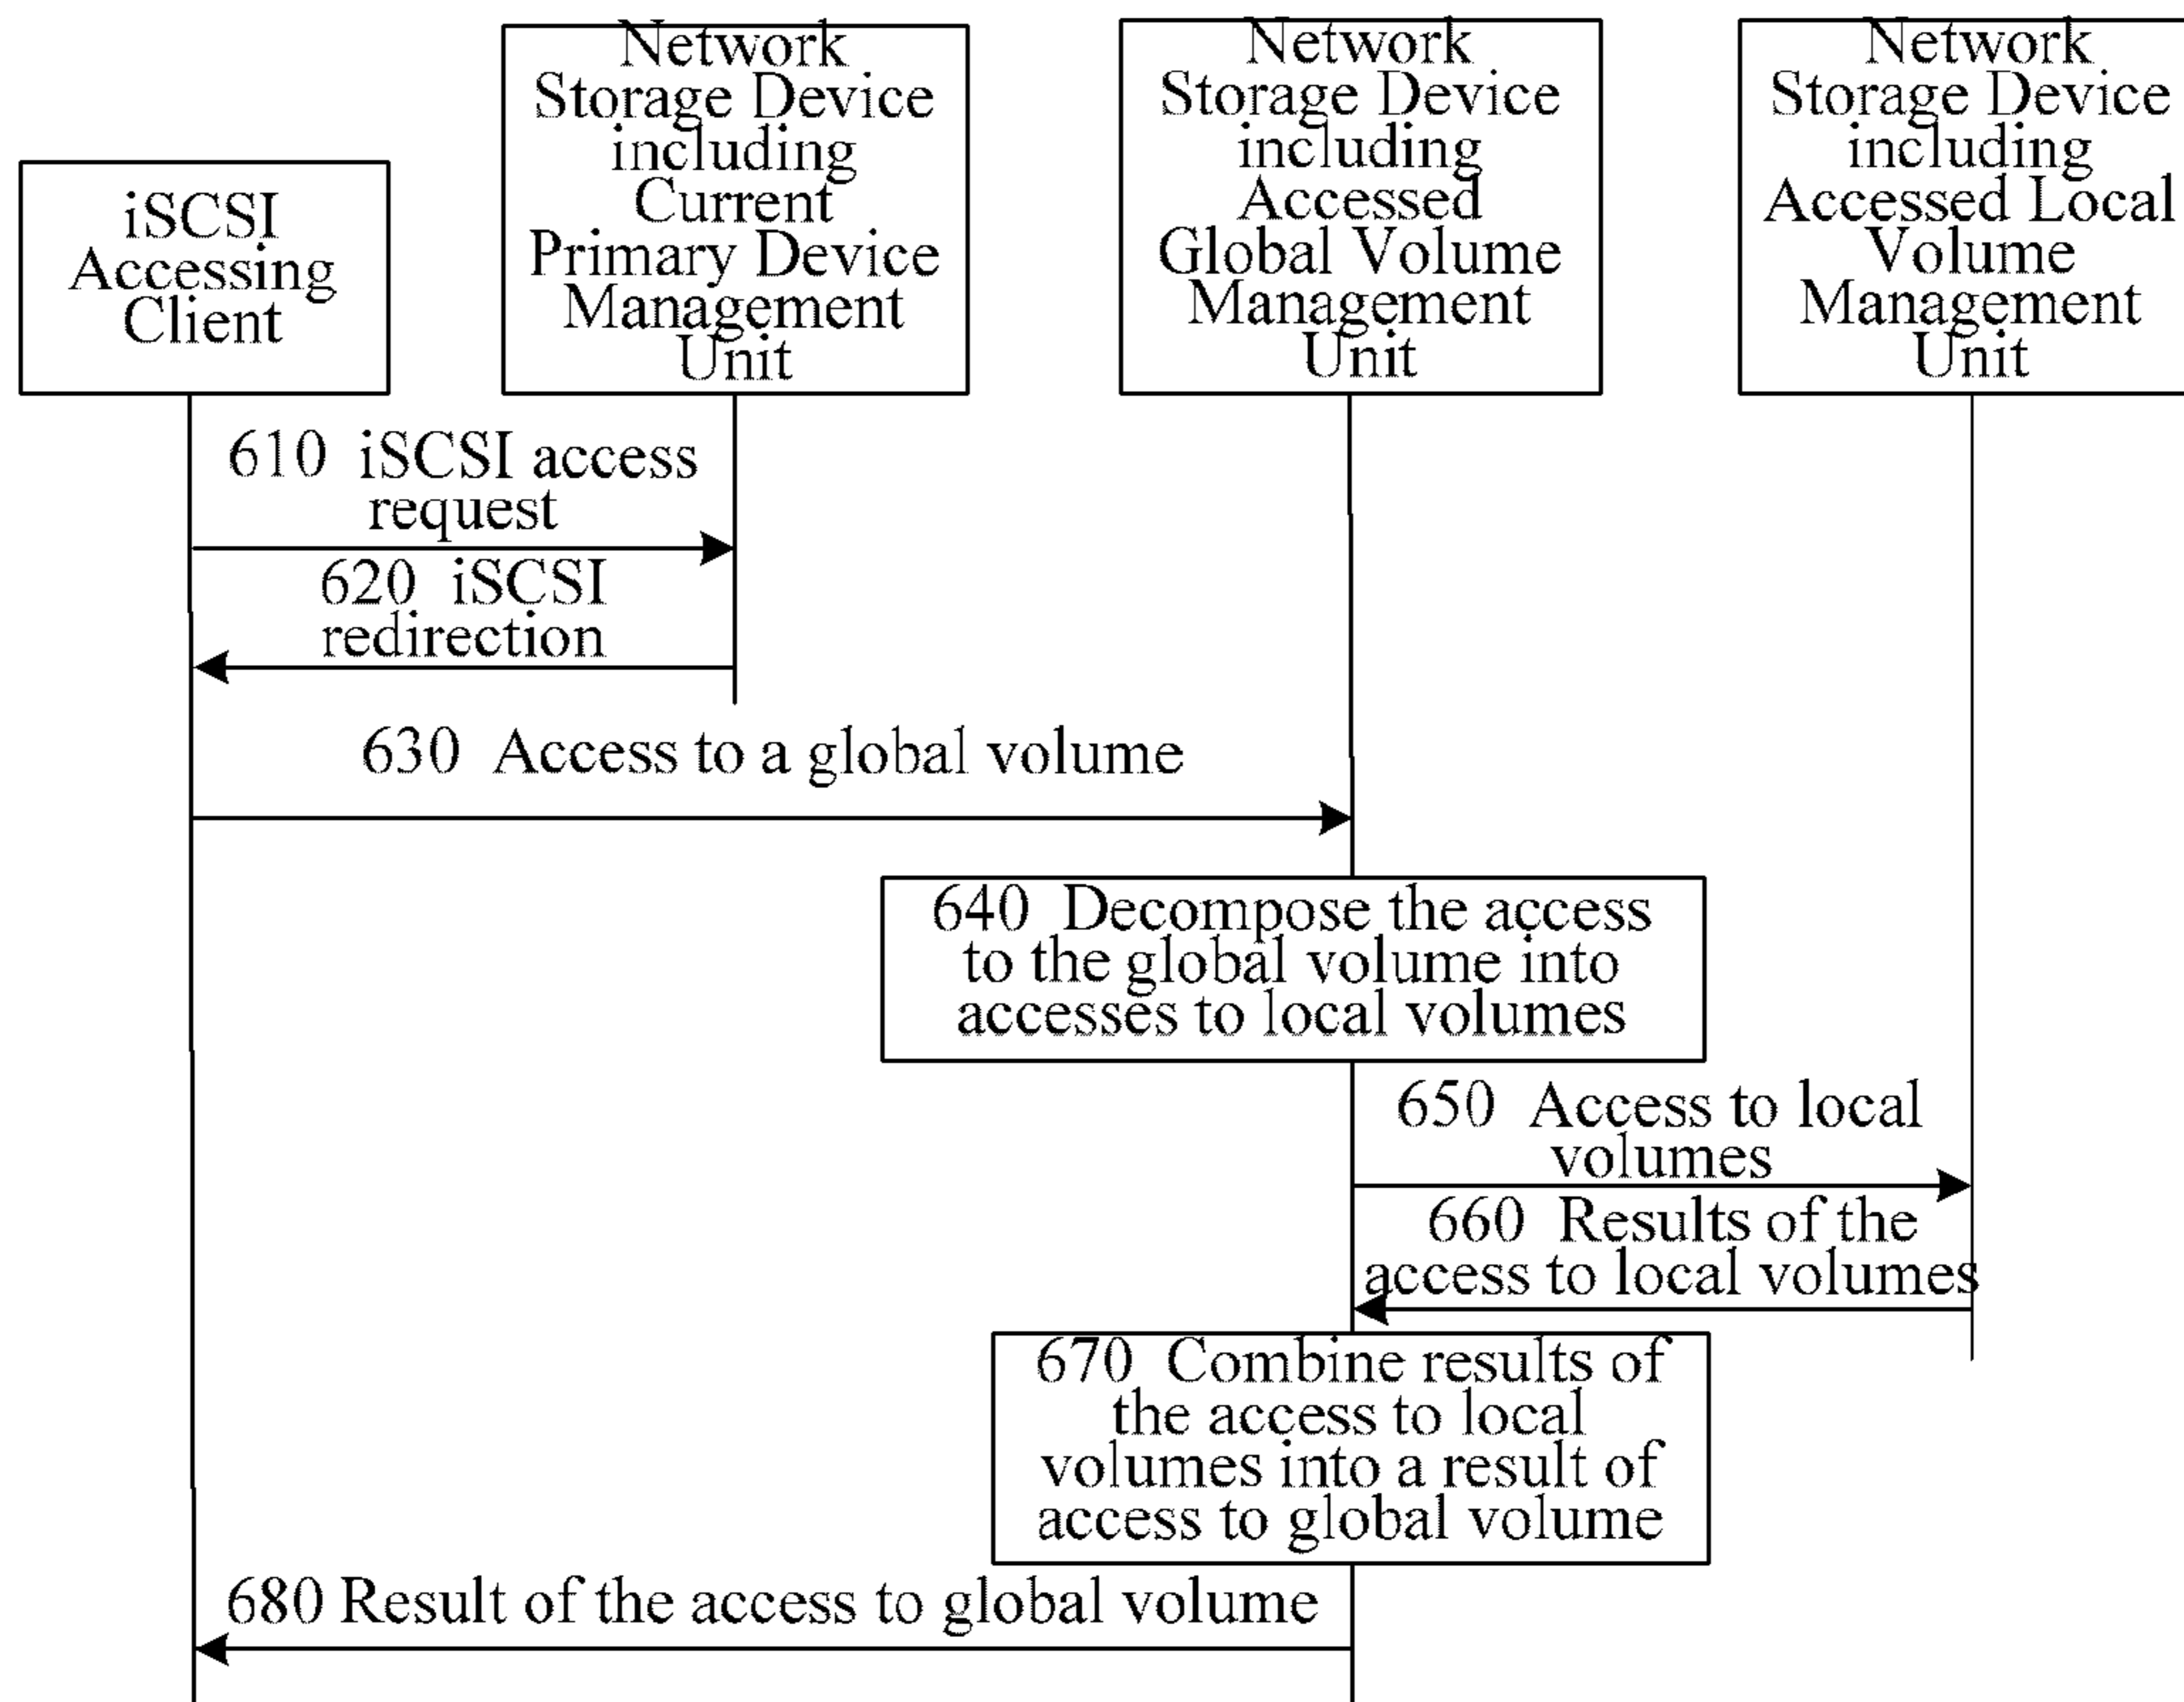 iSCSI
Accessing
Client
Network
Storage Device
including
Current
Primary Device
Management
Unit
Network
Storage Device
including
Accessed
Global Volume
Management
Unit
Network
Storage Device
including
Accessed Local
Volume
Management
Unit
610 iSCSI access
request
620 iSCSI
redirection
630 Access to a global volume
640 Decompose the access
to the global volume into
accesses to local volumes
650 Access to local
volumes
660 Results of the
access to local volumes
670 Combine results of
the access to local
volumes into a result of
access to global volume
680 Result of the access to global volume